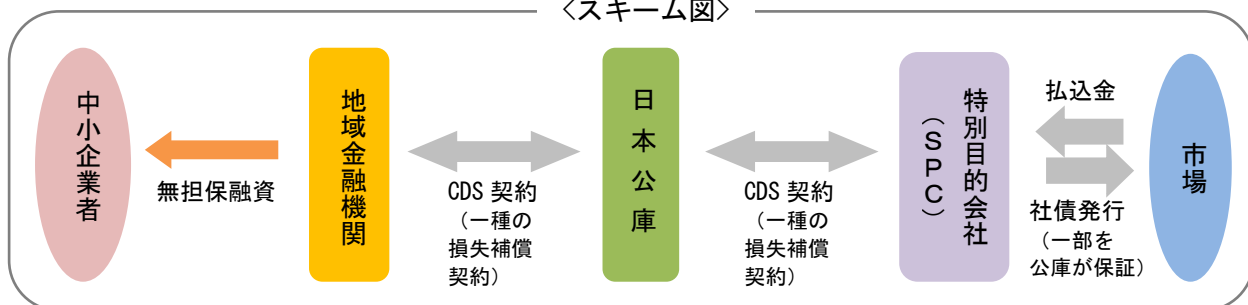 〈スキーム図〉
中小企業者
無担保融資
地域金融機関
CDS 契約
（一種の
損失補償
契約）
日本公庫
CDS 契約
（一種の
損失補償
契約）
特別目的会社
（ＳＰＣ）
払込金
社債発行
（一部を
公庫が保証）
市場